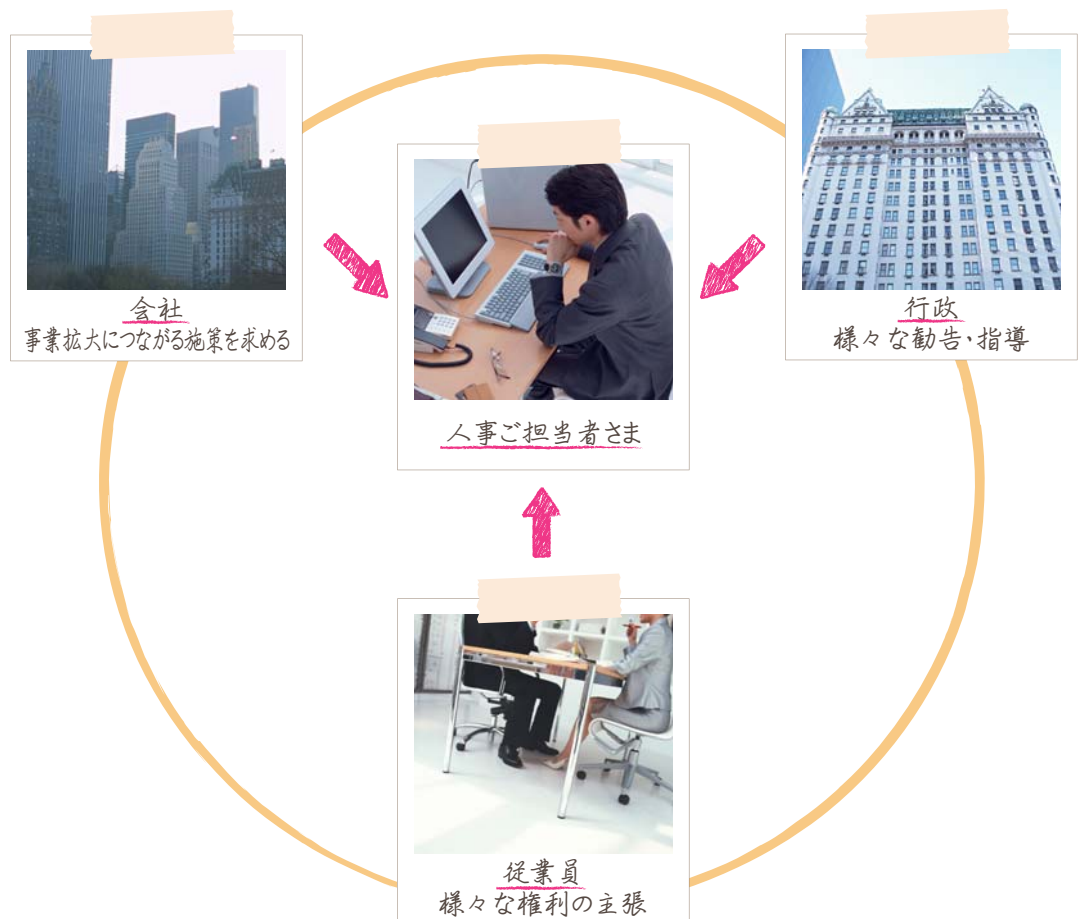 会社
事業拡大につながる施策を求める
行政
様々な勧告・指導
人事ご担当者さま
従業員
様々な権利の主張